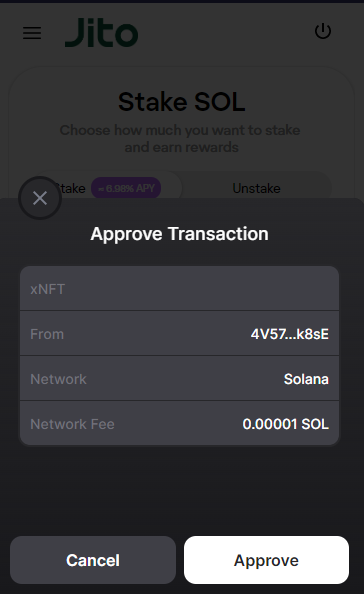 Jito
Stake SOL
Choose how much you want to stake
and earn rewards
Stake ≈ 6.98% APY Unstake
Approve Transaction
xNFT
From 4V57...k8sE
Network Solana
Network Fee 0.00001 SOL
Cancel Approve